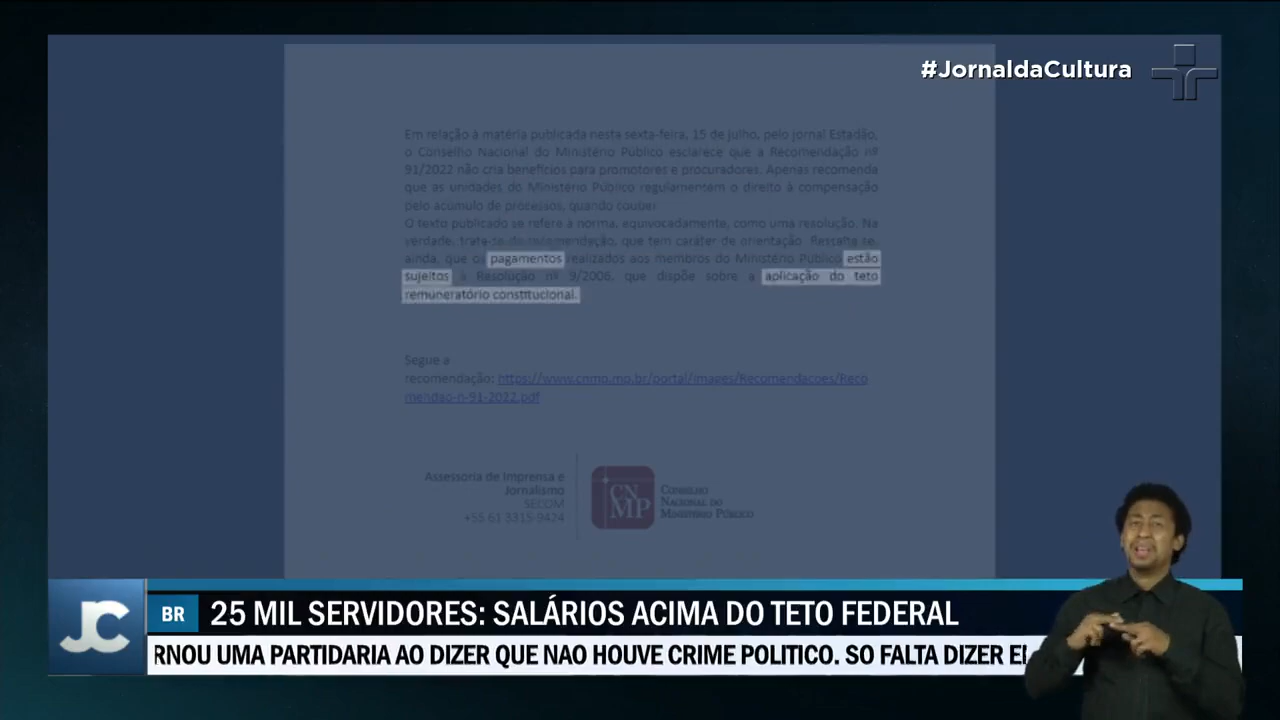 #JornaldaCultura
Em relação à matéria publicada nesta sexta-feira, 15 de julho, pelo jornal Estadão,
o Conselho Nacional do Ministério Público esclarece que a Recomendação nº
91/2022 não cria benefícios para promotores e procuradores. Apenas recomenda
que as unidades do Ministério Público regulamentem o direito à compensação
pelo acúmulo de processos, quando couber.
O texto publicado se refere à norma, equivocadamente, como uma resolução. Na
verdade, trata-se de recomendação, que tem caráter de orientação. Ressalte-se,
ainda, que os pagamentos realizados aos membros do Ministério Público estão
sujeitos à Resolução nº 9/2006, que dispõe sobre a aplicação do teto
remuneratório constitucional.
Segue a
recomendação: https://www.cnmp.mp.br/portal/images/Recomendacoes/Reco
mendao-n-91-2022.pdf
Assessoria de Imprensa e
Jornalismo
SECOM
+55 61 3315-9424
CN
MP
Conselho
Nacional do
Ministério Público
JC
BR
25 MIL SERVIDORES: SALÁRIOS ACIMA DO TETO FEDERAL
RNOU UMA PARTIDARIA AO DIZER QUE NAO HOUVE CRIME POLITICO. SO FALTA DIZER